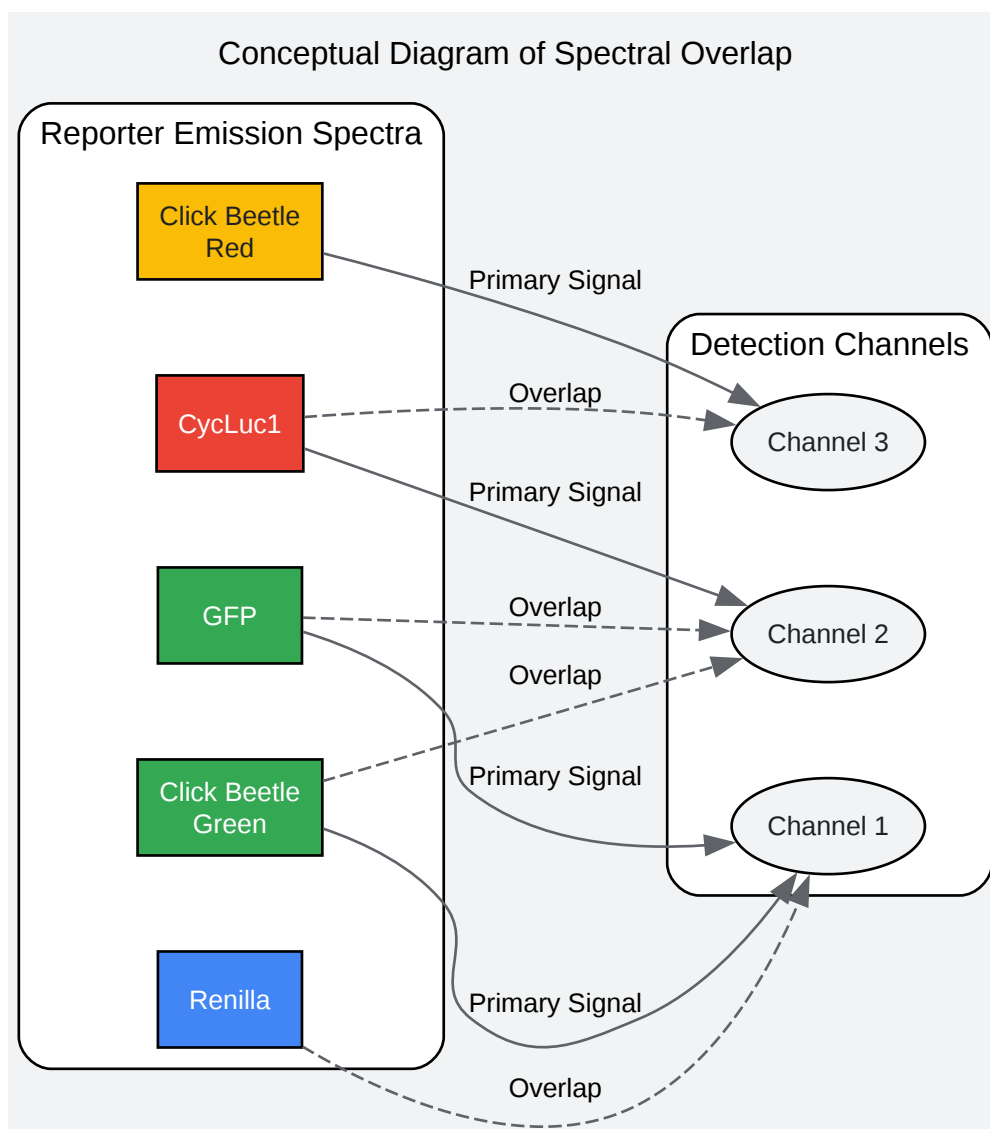 Conceptual Diagram of Spectral Overlap
Reporter Emission Spectra
Click Beetle
Red
Primary Signal
Detection Channels
CycLuc1
Overlap
Channel 3
Primary Signal
GFP
Overlap
Channel 2
Overlap
Click Beetle
Green
Primary Signal
Channel 1
Renilla
Primary Signal
Overlap